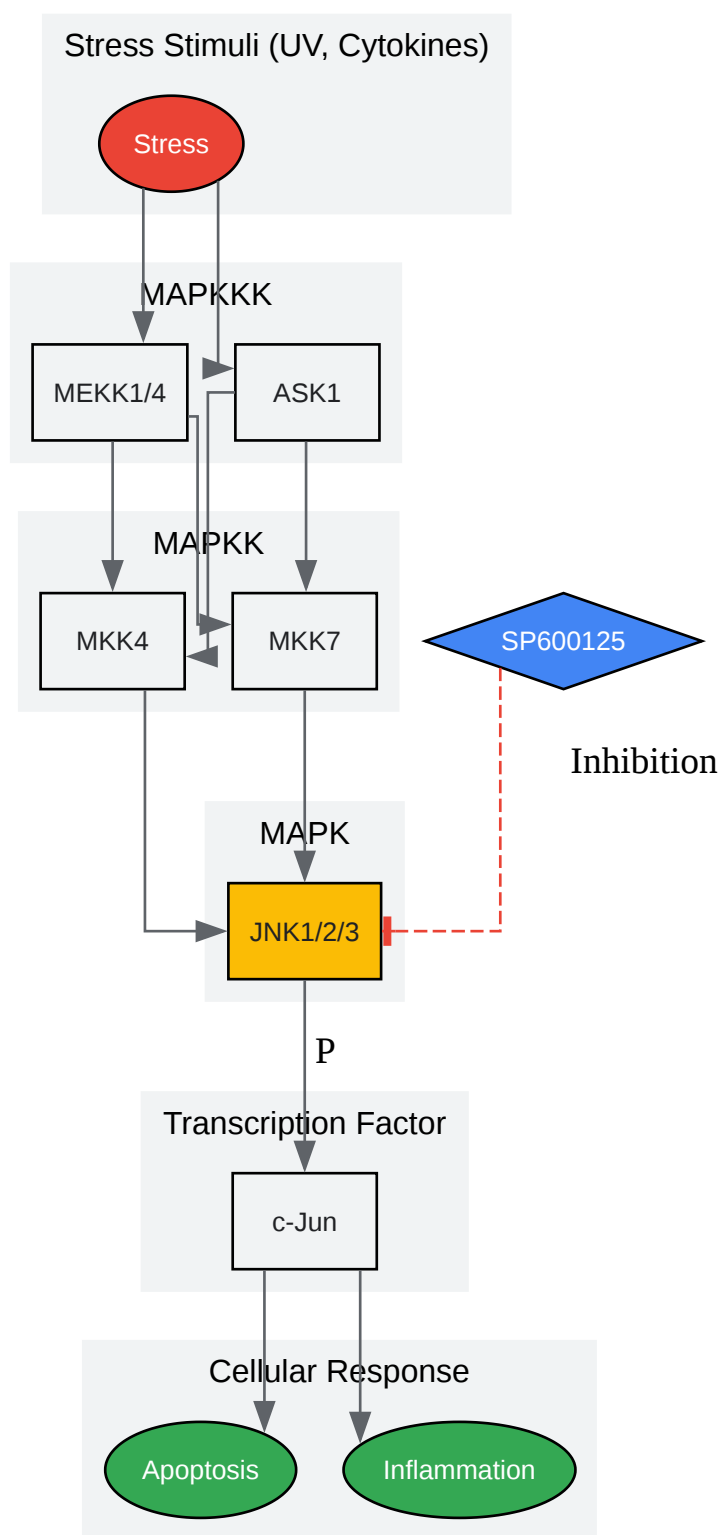 Stress Stimuli (UV, Cytokines)
Stress
MAPKKK
MEKK1/4
ASK1
MAPKK
MKK4
MKK7
SP600125
Inhibition
MAPK
JNK1/2/3
P
Transcription Factor
c-Jun
Cellular Response
Apoptosis
Inflammation